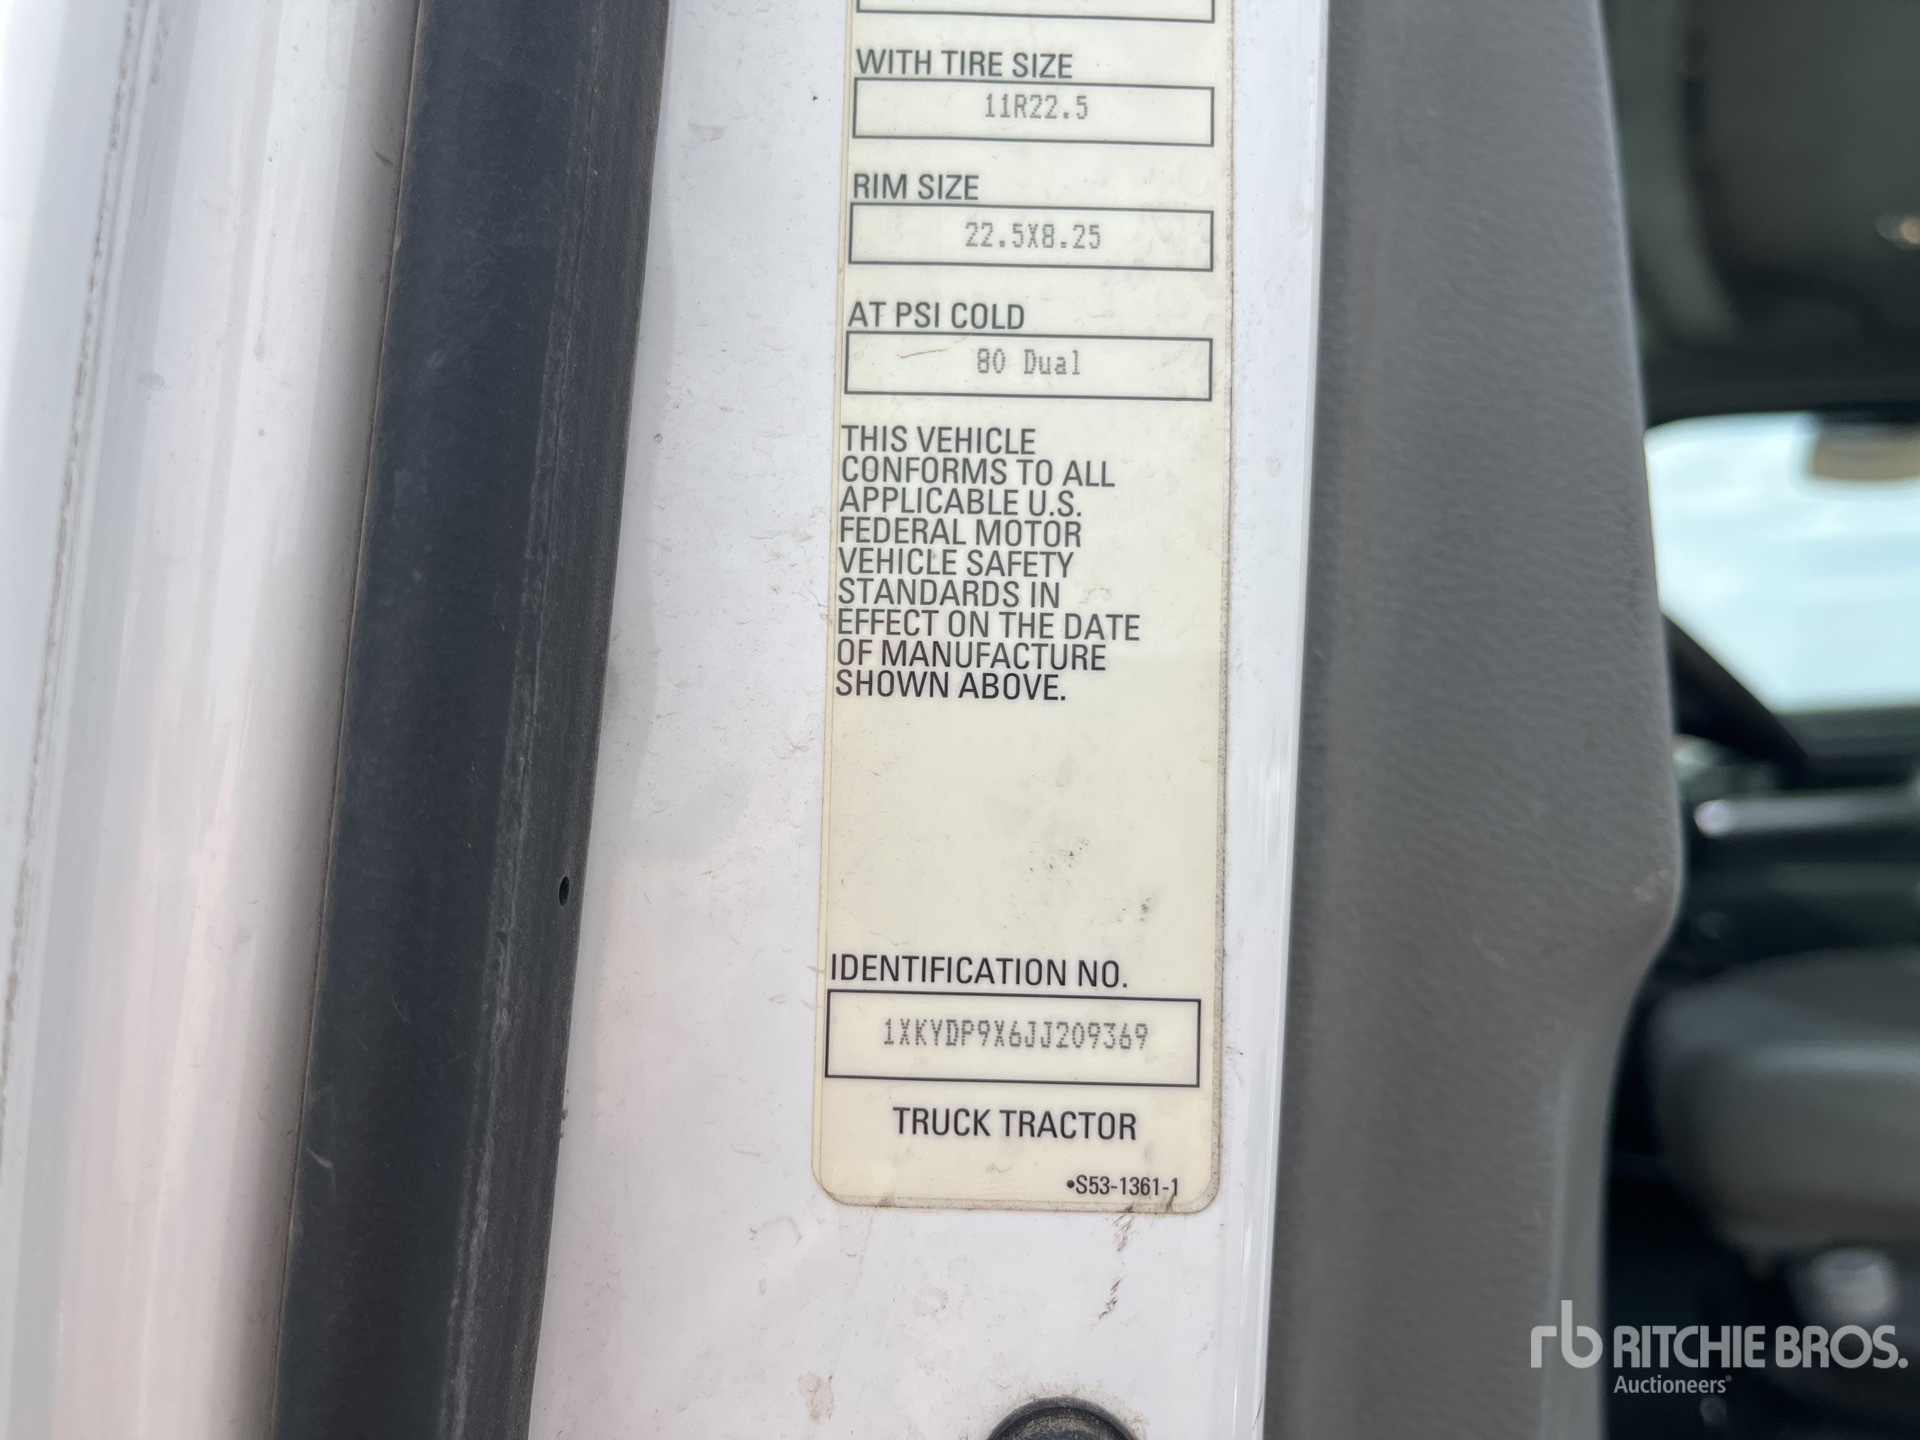 WITH TIRE SIZE
11R22.5
RIM SIZE
22.5X8.25
AT PSI COLD
80 Dual
THIS VEHICLE
CONFORMS TO ALL
APPLICABLE U.S.
FEDERAL MOTOR
VEHICLE SAFETY
STANDARDS IN
EFFECT ON THE DATE
OF MANUFACTURE
SHOWN ABOVE.
IDENTIFICATION NO.
1XKYDP9X6JJ209369
TRUCK TRACTOR
•S53-1361-1
rb RITCHIE BROS.
Auctioneers®